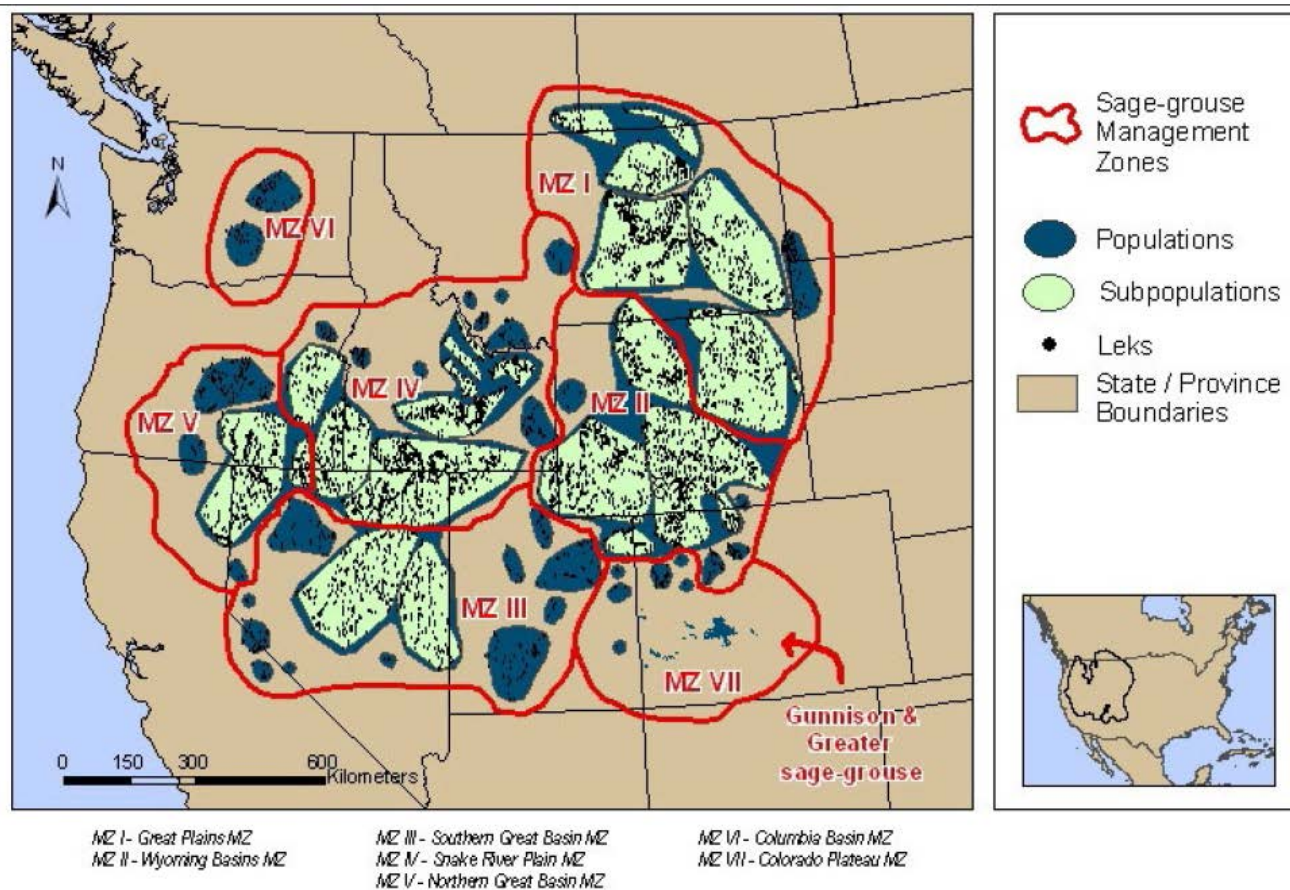 N
MZ I
MZ VI
MZ IV
MZ II
MZ V
MZ III
MZ VII
Gunnison &
Greater
sage-grouse
0 150 300 600
Kilometers
Sage-grouse
Management
Zones
Populations
Subpopulations
Leks
State / Province
Boundaries
MZ I - Great Plains MZ
MZ II - Wyoming Basins MZ
MZ III - Southern Great Basin MZ
MZ IV - Snake River Plain MZ
MZ V - Northern Great Basin MZ
MZ VI - Columbia Basin MZ
MZ VII - Colorado Plateau MZ